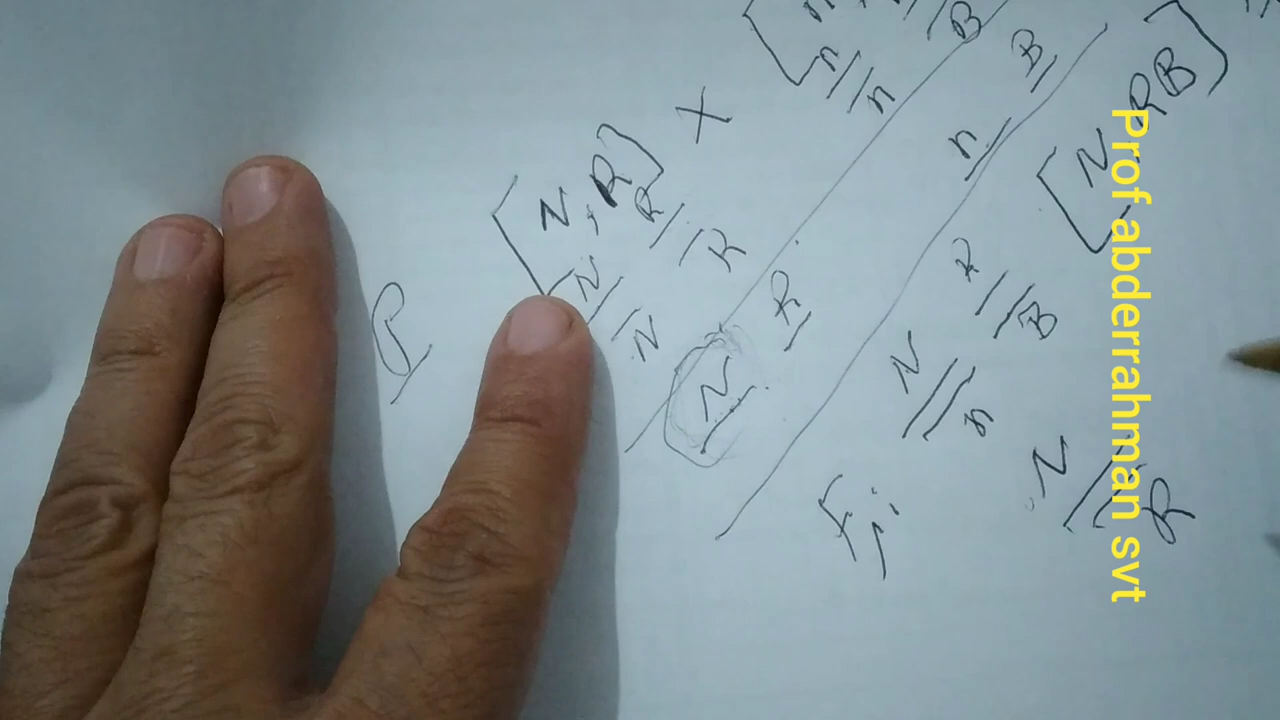 P [N, R] X [n, B]
N R n
N R n
N R n B
F₁:
N R [N, RB]
n B
N
R
Prof abderrahman svt